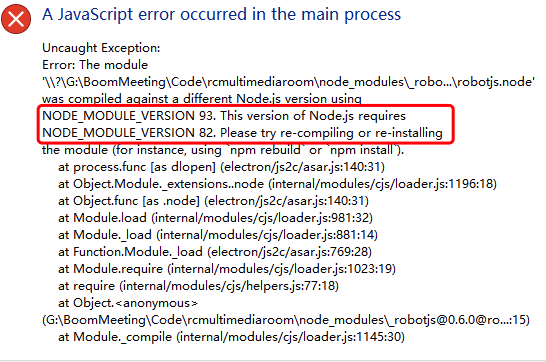 A JavaScript error occurred in the main process
Uncaught Exception:
Error: The module
'\\?\G:\BoomMeeting\Code\rcmultimediaroom\node_modules\_robo...\robotjs.node'
was compiled against a different Node.js version using
NODE_MODULE_VERSION 93. This version of Node.js requires
NODE_MODULE_VERSION 82. Please try re-compiling or re-installing
the module (for instance, using `npm rebuild` or `npm install`).
at process.func [as dlopen] (electron/js2c/asar.js:140:31)
at Object.Module._extensions..node (internal/modules/cjs/loader.js:1196:18)
at Object.func [as .node] (electron/js2c/asar.js:140:31)
at Module.load (internal/modules/cjs/loader.js:981:32)
at Module._load (internal/modules/cjs/loader.js:881:14)
at Function.Module._load (electron/js2c/asar.js:769:28)
at Module.require (internal/modules/cjs/loader.js:1023:19)
at require (internal/modules/cjs/helpers.js:77:18)
at Object.<anonymous>
(G:\BoomMeeting\Code\rcmultimediaroom\node_modules\_robotjs@0.6.0@ro...:15)
at Module._compile (internal/modules/cjs/loader.js:1145:30)